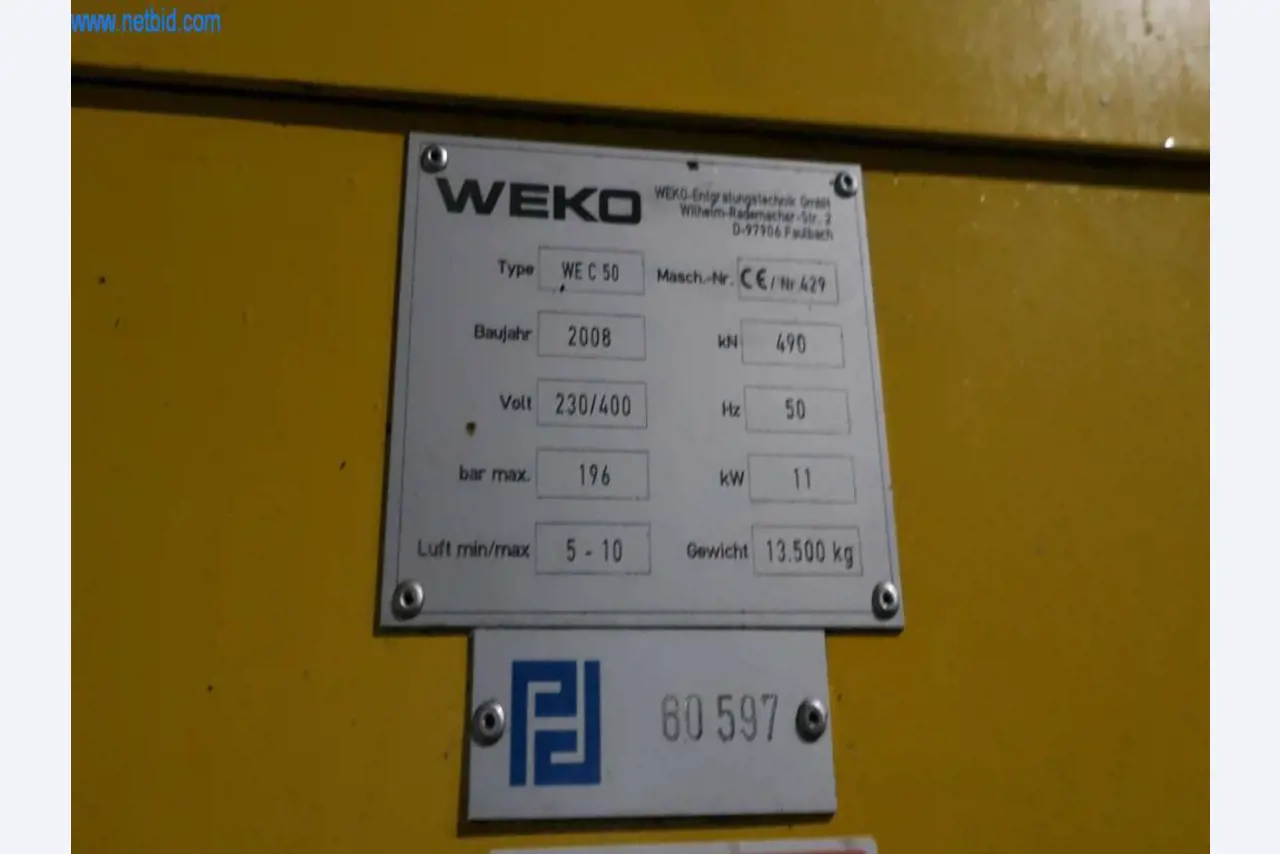 www.netbid.com
WEKO
WEKO-Entgratungstechnik GmbH
Wilhelm-Rademacher-Str. 2
D-97906 Faulbach
Type WE C 50 Masch.-Nr. CE/Nr.429
Baujahr 2008 kN 490
Volt 230/400 Hz 50
bar max. 196 kW 11
Luft min/max 5 - 10 Gewicht 13.500 kg
60 597